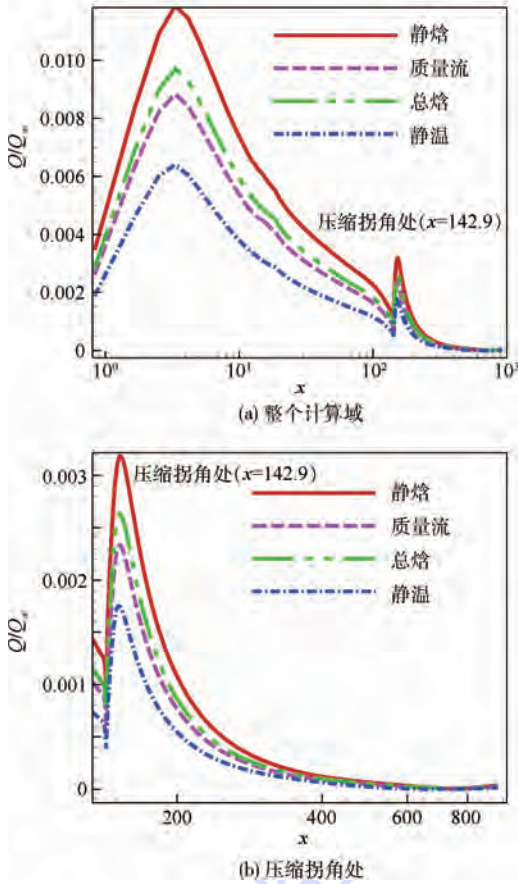 0.010
0.008
0.006
0.004
0.002
0
静焓
质量流
总焓
静温
压缩拐角处(x=142.9)
10⁰
10¹
10²
10³
x
(a) 整个计算域
0.003
0.002
0.001
0
压缩拐角处(x=142.9)
静焓
质量流
总焓
静温
200
400
600
800
x
(b) 压缩拐角处